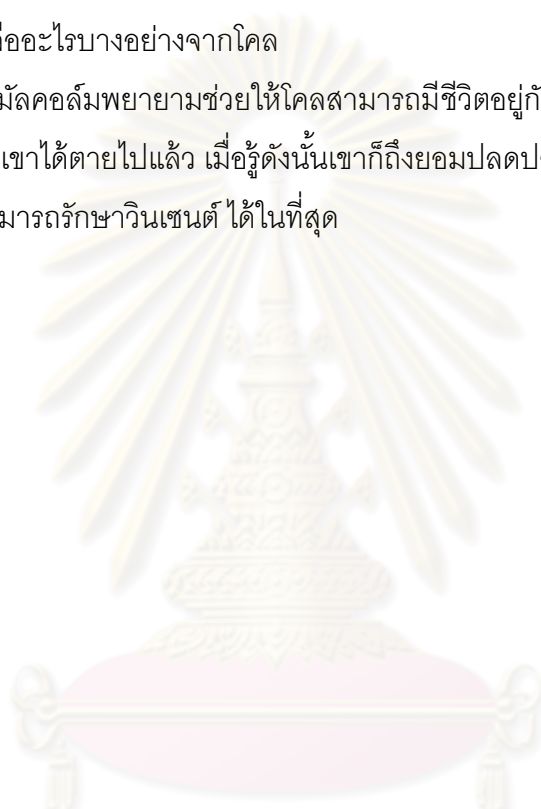 ออะไรบางอย่างจากโคล
มัลคอล์มพยายามช่วยให้โคลสามารถมีชีวิตอยู่กั
เขาได้ตายไปแล้ว เมื่อรู้ดังนั้นเขาก็ถึงยอมปลดป
มารถรักษาวินเซนต์ ได้ในที่สุด